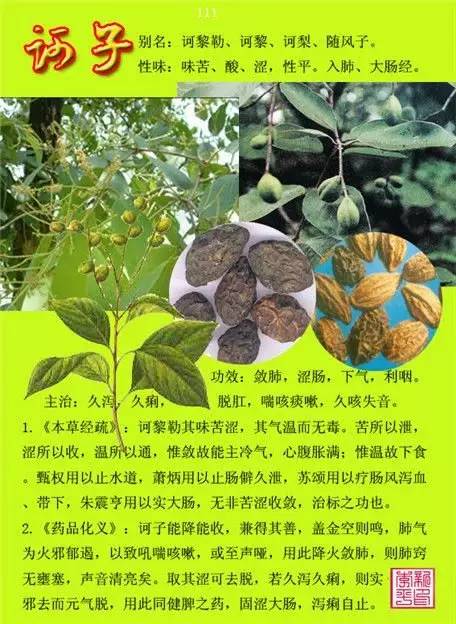 111
诃子
别名：诃黎勒、诃黎、诃梨、随风子。
性味：味苦、酸、涩，性平。入肺、大肠经。
功效：敛肺，涩肠，下气，利咽。
主治：久泻，久痢， 脱肛，喘咳痰嗽，久咳失音。
1.《本草经疏》：诃黎勒其味苦涩，其气温而无毒。苦所以泄，
涩所以收，温所以通，惟敛故能主冷气，心腹胀满；惟温故下食
。甄权用以止水道，萧炳用以止肠僻久泄，苏颂用以疗肠风泻血
、带下，朱震亨用以实大肠，无非苦涩收敛，治标之功也。
2.《药品化义》：诃子能降能收，兼得其善，盖金空则鸣，肺气
为火邪郁遏，以致吼喘咳嗽，或至声哑，用此降火敛肺，则肺窍
无壅塞，声音清亮矣。取其涩可去脱，若久泻久痢，则实
邪去而元气脱，用此同健脾之药，固涩大肠，泻痢自止。